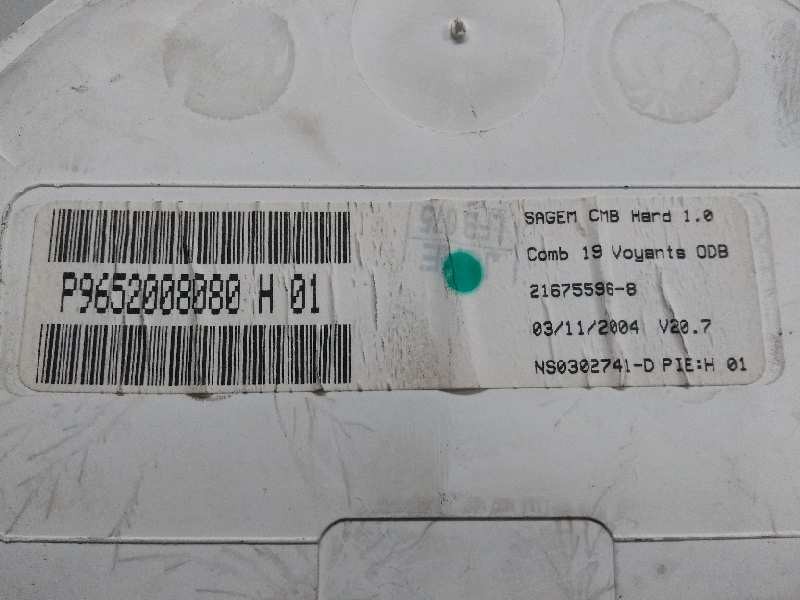 P9652008080 H 01
SAGEM CMB Hard 1.0
Comb 19 Voyants ODB
21675596-8
03/11/2004 V20.7
NS0302741-D PIE:H 01